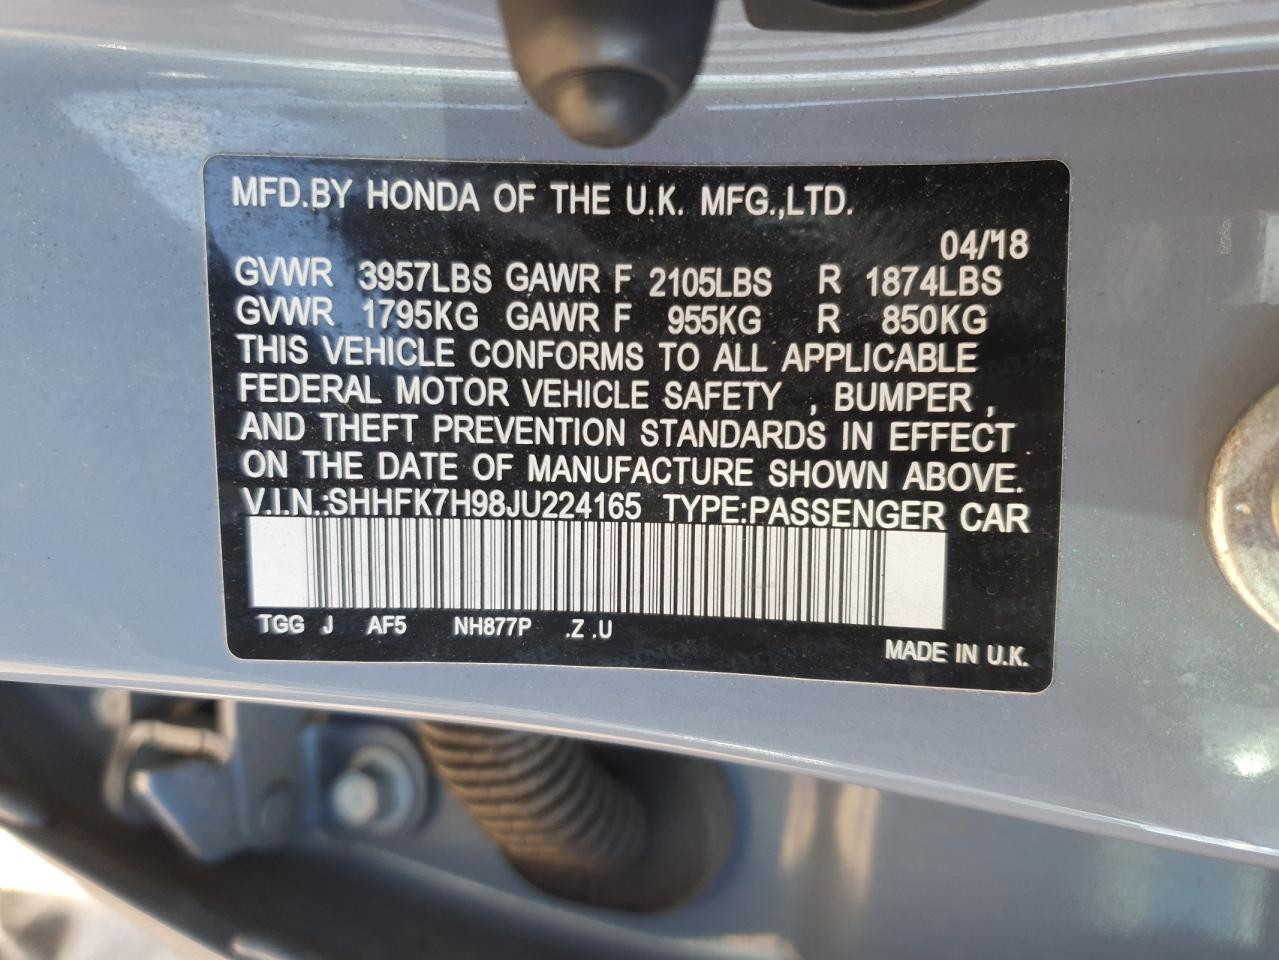 MFD.BY HONDA OF THE U.K. MFG.,LTD.
04/'18
GVWR 3957LBS GAWR F 2105LBS R 1874LBS
GVWR 1795KG GAWR F 955KG R 850KG
THIS VEHICLE CONFORMS TO ALL APPLICABLE
FEDERAL MOTOR VEHICLE SAFETY , BUMPER ,
AND THEFT PREVENTION STANDARDS IN EFFECT
ON THE DATE OF MANUFACTURE SHOWN ABOVE.
V.I.N.:SHHFK7H98JU224165 TYPE:PASSENGER CAR
TGG J AF5 NH877P .Z .U
MADE IN U.K.